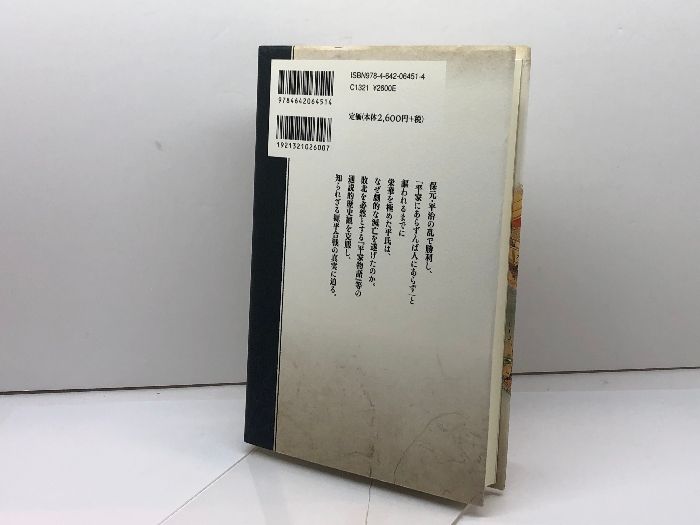 ISBN978-4-642-06451-4
C1321 ¥2600E
9784642064514
定価(本体2,600円+税)
1921321026007
保元・平治の乱で勝利し、
「平家にあらずんば人にあらず」と
謳われるまでに
栄華を極めた平氏は、
なぜ劇的な滅亡を遂げたのか。
敗北を必然とする『平家物語』等の
通説的歴史観を克服し、
知られざる源平合戦の真実に迫る。